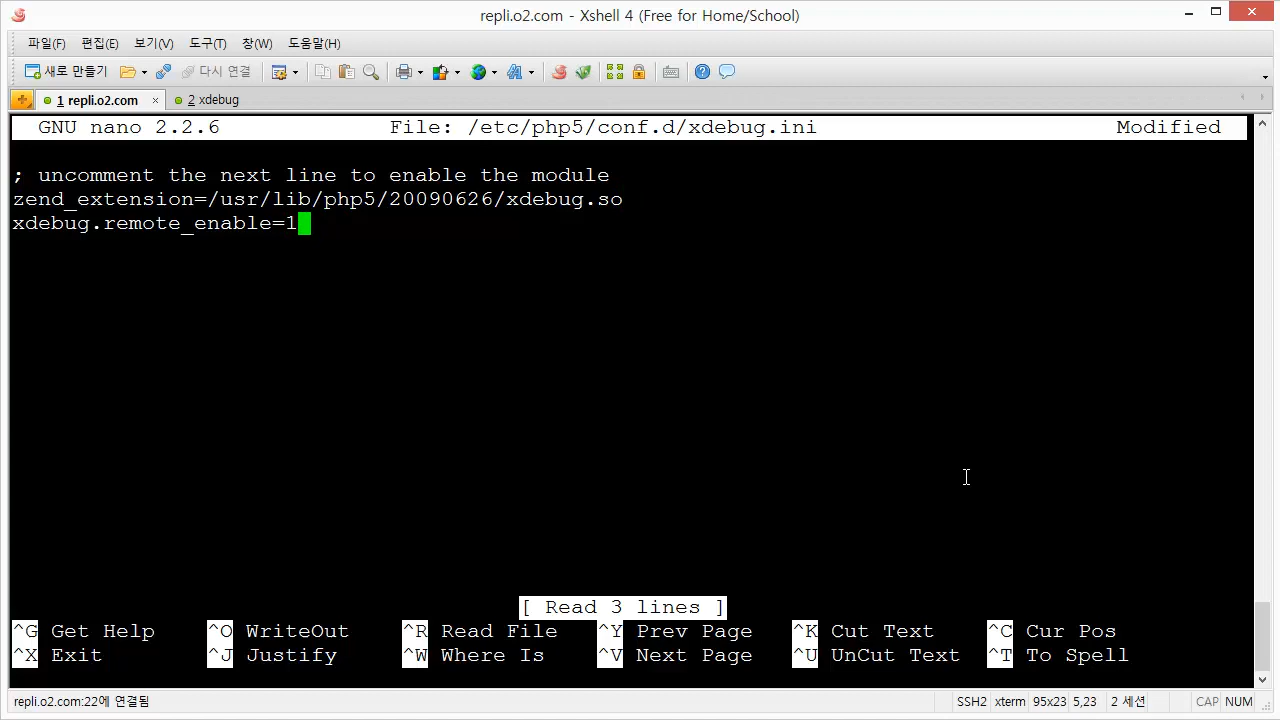 repli.o2.com - Xshell 4 (Free for Home/School)
파일(F) 편집(E) 보기(V) 도구(T) 창(W) 도움말(H)
새로 만들기 다시 연결
1 repli.o2.com × 2 xdebug
GNU nano 2.2.6 File: /etc/php5/conf.d/xdebug.ini Modified
; uncomment the next line to enable the module
zend_extension=/usr/lib/php5/20090626/xdebug.so
xdebug.remote_enable=1
[ Read 3 lines ]
^G Get Help ^O WriteOut ^R Read File ^Y Prev Page ^K Cut Text ^C Cur Pos
^X Exit ^J Justify ^W Where Is ^V Next Page ^U UnCut Text ^T To Spell
repli.o2.com:22에 연결됨 SSH2 xterm 95x23 5,23 2 세션 CAP NUM